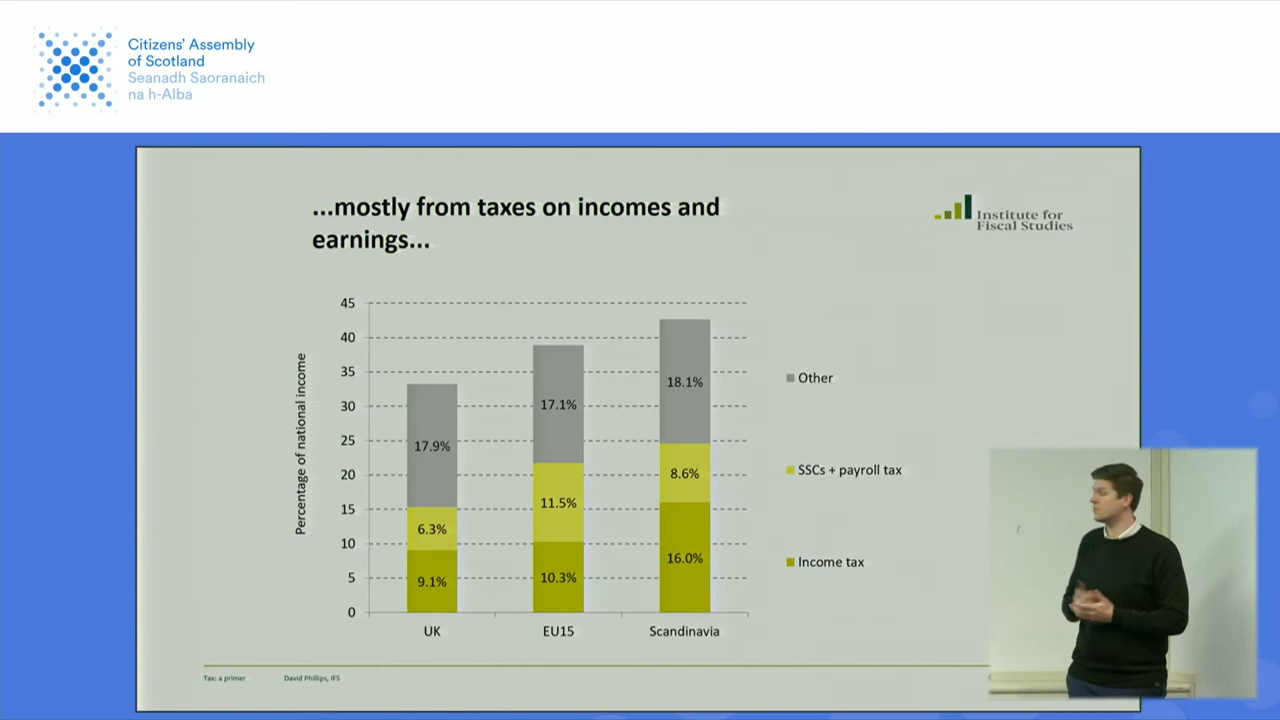 Citizens' Assembly
of Scotland
Seanadh Saoranaich
na h-Alba
...mostly from taxes on incomes and
earnings...
Institute for
Fiscal Studies
Percentage of national income
45
40
35
30
25
20
15
10
5
0
17.9%
6.3%
9.1%
17.1%
11.5%
10.3%
18.1%
8.6%
16.0%
UK
EU15
Scandinavia
Other
SSCs + payroll tax
Income tax
Tax: a primer
David Phillips, IFS